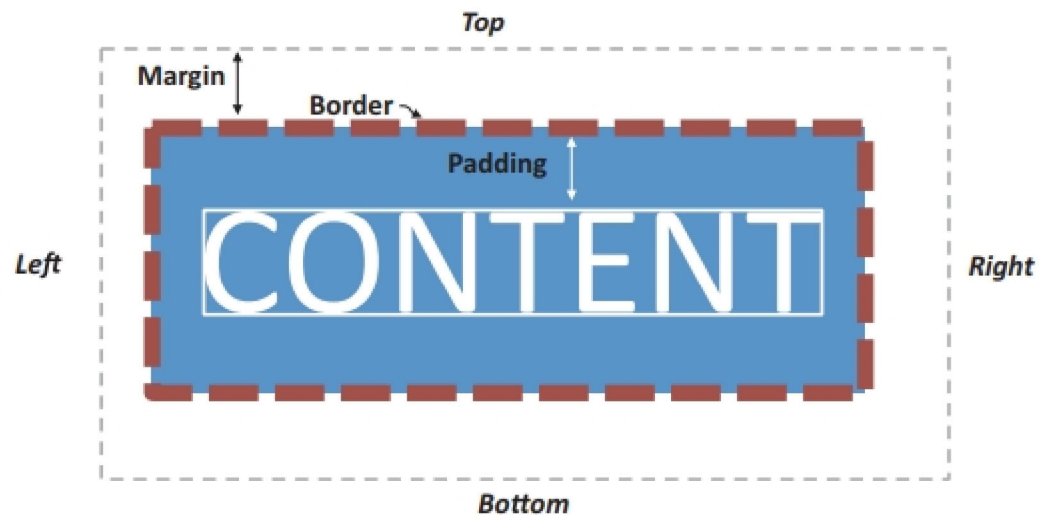 Top
Margin
Border
Padding
CONTENT
Left
Right
Bottom